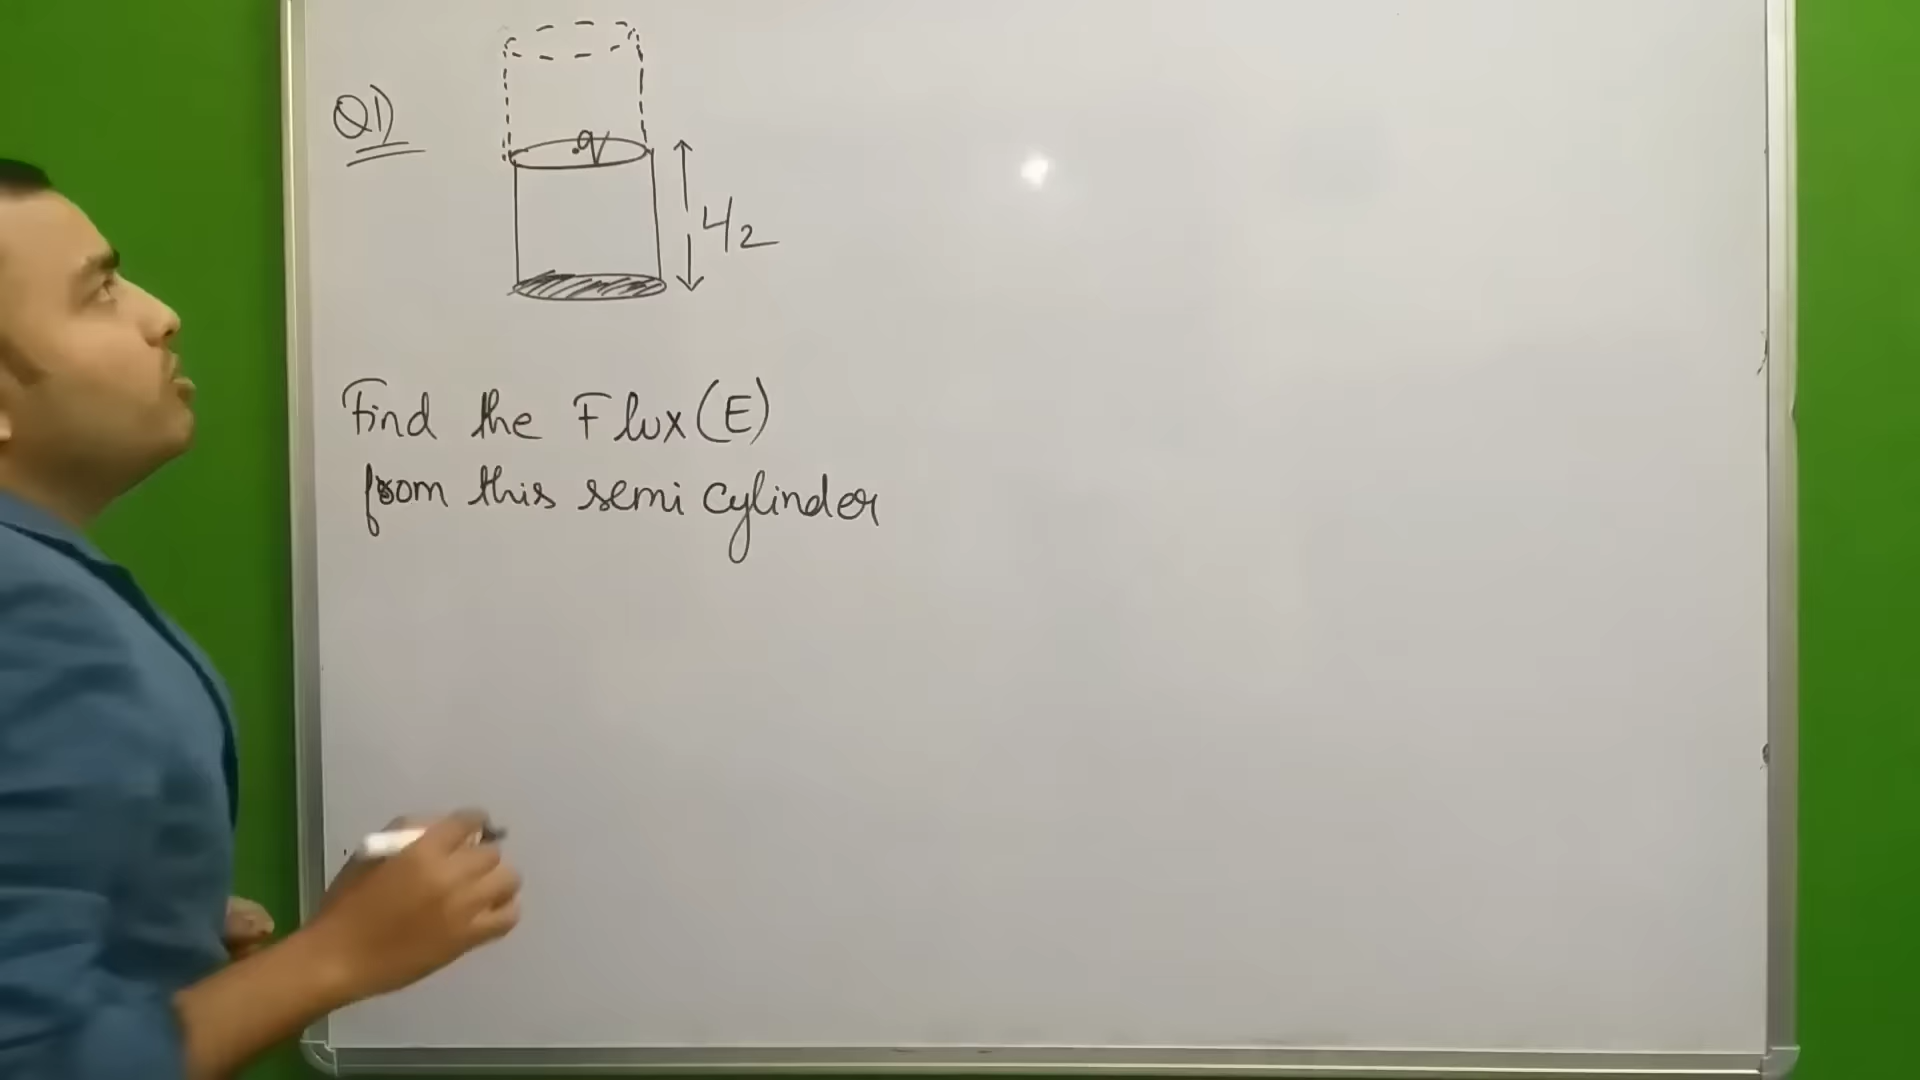 Q1)
.q
L/2
Find the Flux (E)
from this semi cylinder